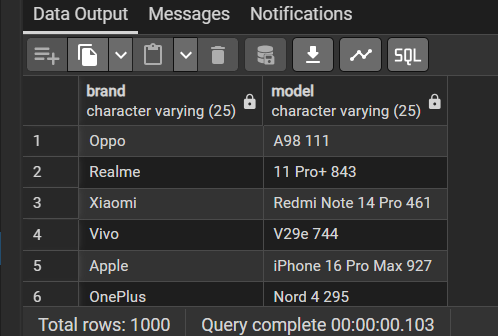 Data Output Messages Notifications
SQL
brand model
character varying (25) character varying (25)
1 Oppo A98 111
2 Realme 11 Pro+ 843
3 Xiaomi Redmi Note 14 Pro 461
4 Vivo V29e 744
5 Apple iPhone 16 Pro Max 927
6 OnePlus Nord 4 295
Total rows: 1000 Query complete 00:00:00.103